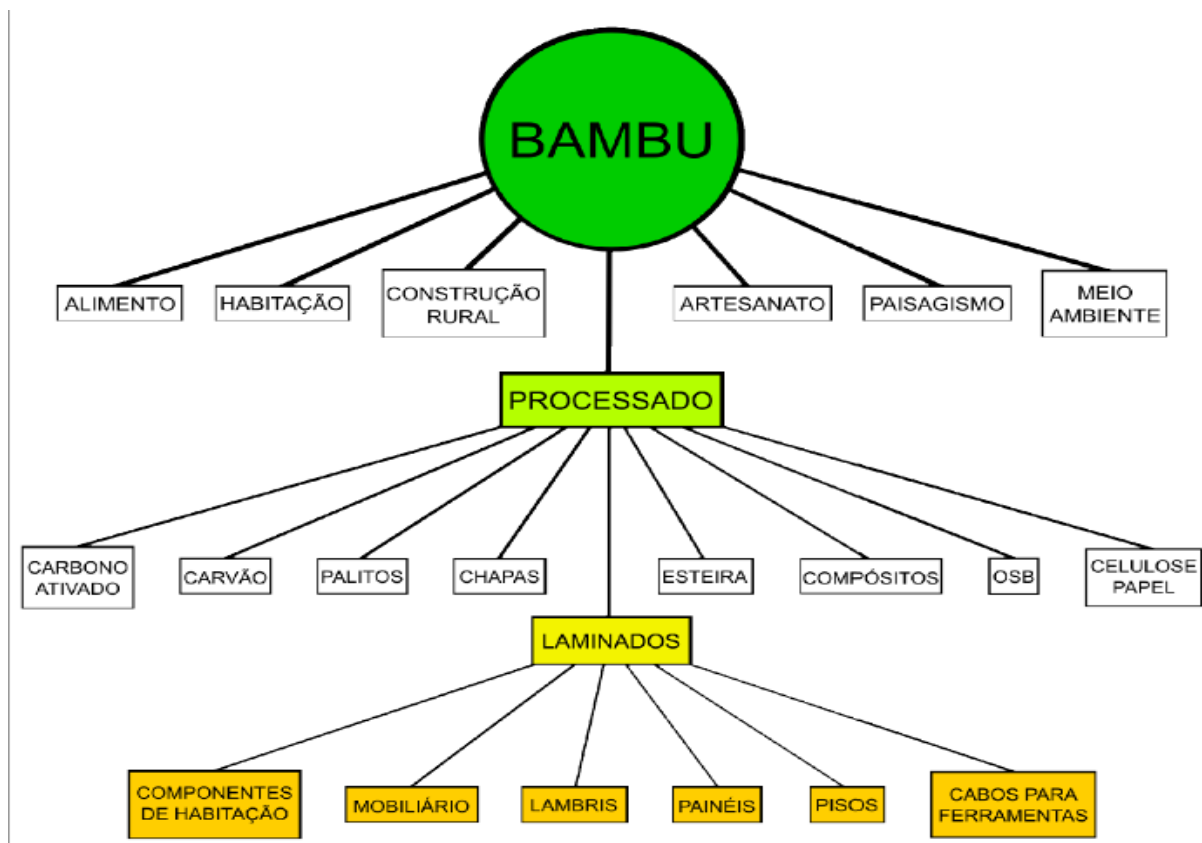 BAMBU
ALIMENTO
HABITAÇÃO
CONSTRUÇÃO
RURAL
ARTESANATO
PAISAGISMO
MEIO
AMBIENTE
PROCESSADO
CARBONO
ATIVADO
CARVÃO
PALITOS
CHAPAS
ESTEIRA
COMPÓSITOS
OSB
CELULOSE
PAPEL
LAMINADOS
COMPONENTES
DE HABITAÇÃO
MOBILIÁRIO
LAMBRIS
PAINÉIS
PISOS
CABOS PARA
FERRAMENTAS